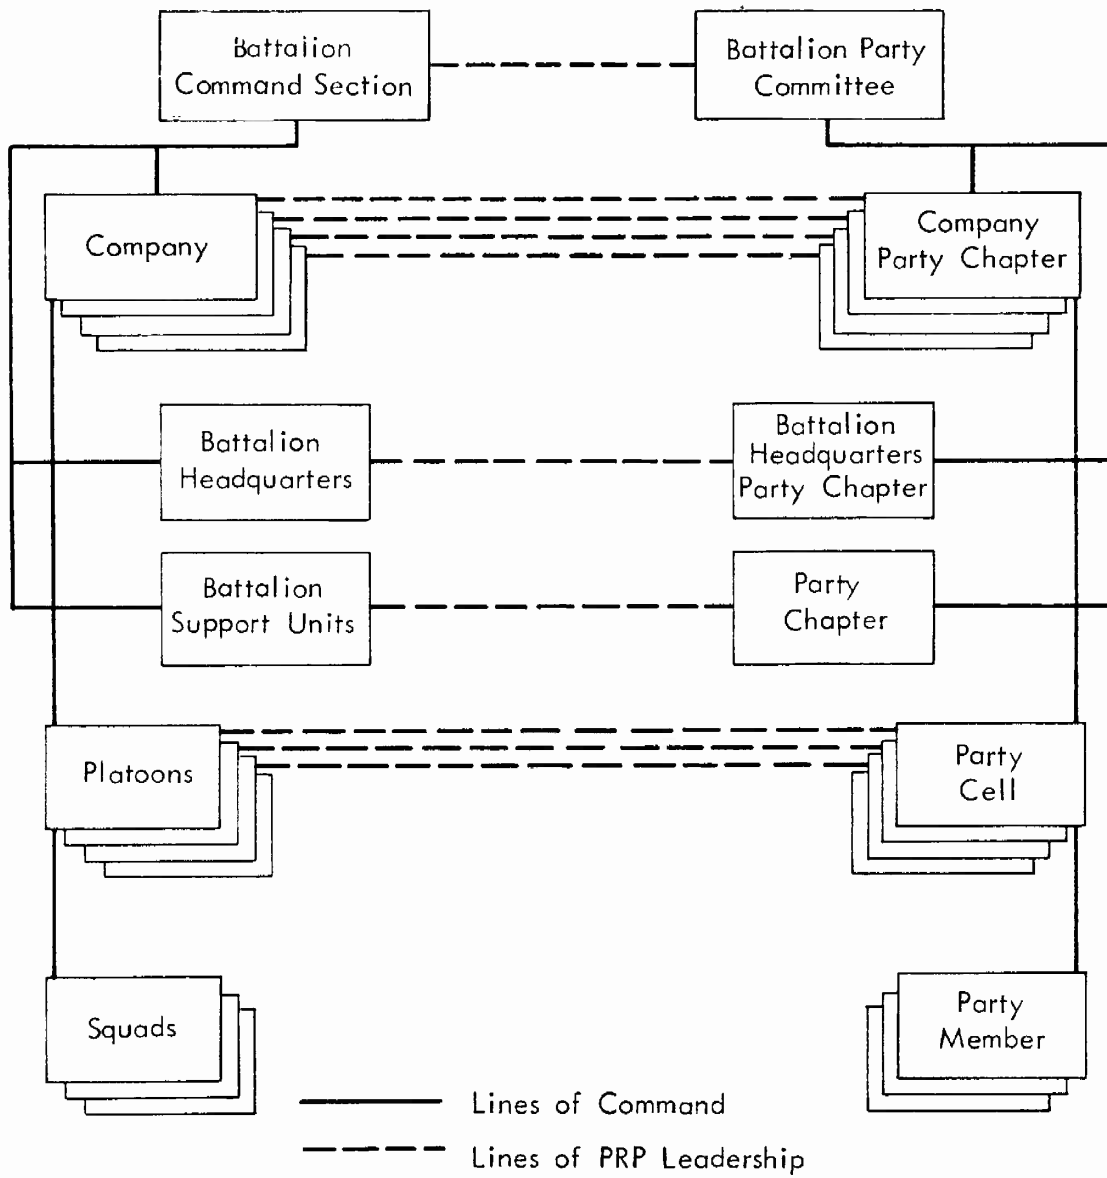 Battalion
Command Section
Battalion Party
Committee
Company
Company
Party Chapter
Battalion
Headquarters
Battalion
Headquarters
Party Chapter
Battalion
Support Units
Party
Chapter
Platoons
Party
Cell
Squads
Party
Member
Lines of Command
Lines of PRP Leadership